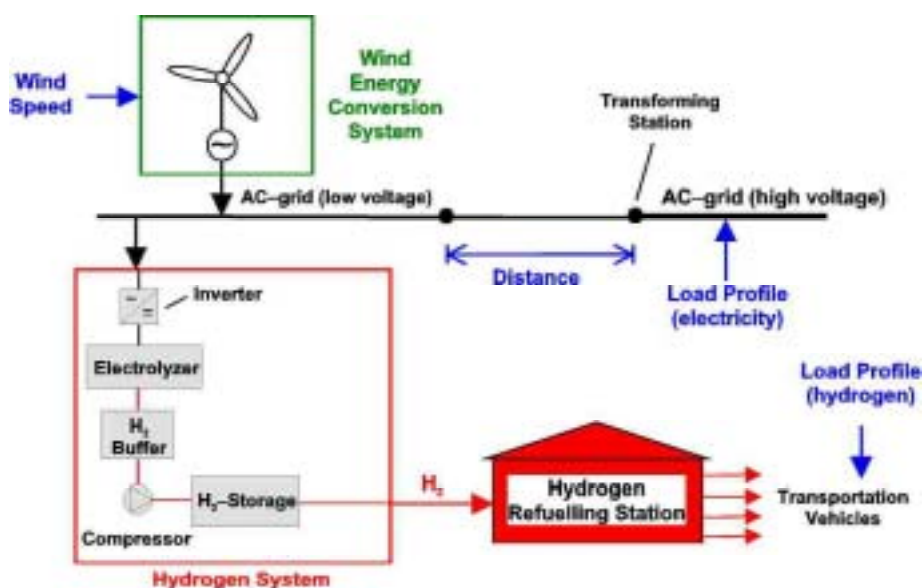 Wind
Speed
Wind
Energy
Conversion
System
Transforming
Station
AC–grid (low voltage)
AC–grid (high voltage)
Distance
Load Profile
(electricity)
Inverter
Electrolyzer
H₂
Buffer
Compressor
H₂–Storage
H₂
Hydrogen
Refuelling Station
Load Profile
(hydrogen)
Transportation
Vehicles
Hydrogen System